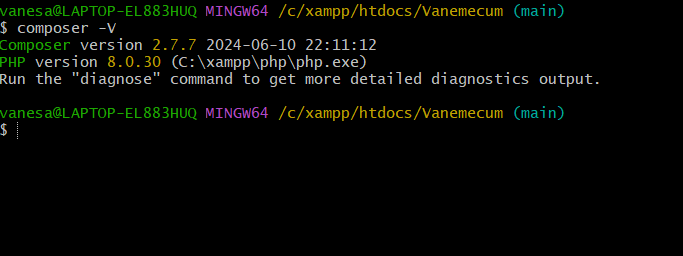 vanesa@LAPTOP-EL883HUQ MINGW64 /c/xampp/htdocs/Vanemecum (main)
$ composer -V
Composer version 2.7.7 2024-06-10 22:11:12
PHP version 8.0.30 (C:\xampp\php\php.exe)
Run the "diagnose" command to get more detailed diagnostics output.
vanesa@LAPTOP-EL883HUQ MINGW64 /c/xampp/htdocs/Vanemecum (main)
$